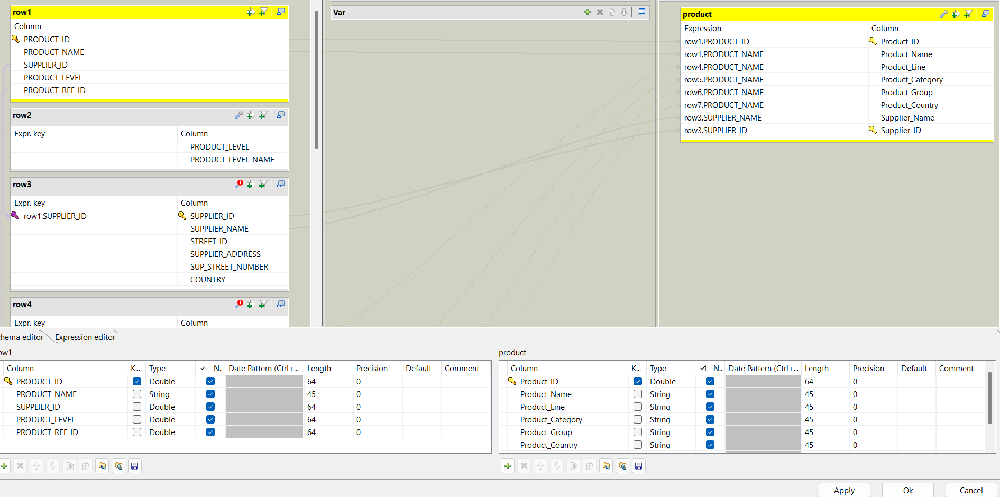 row1
Column
PRODUCT_ID
PRODUCT_NAME
SUPPLIER_ID
PRODUCT_LEVEL
PRODUCT_REF_ID
row2
Expr. key Column
PRODUCT_LEVEL
PRODUCT_LEVEL_NAME
row3
1
Expr. key Column
row1.SUPPLIER_ID SUPPLIER_ID
SUPPLIER_NAME
STREET_ID
SUPPLIER_ADDRESS
SUP_STREET_NUMBER
COUNTRY
row4
1
Expr. key Column
Var
product
Expression Column
row1.PRODUCT_ID Product_ID
row1.PRODUCT_NAME Product_Name
row4.PRODUCT_NAME Product_Line
row5.PRODUCT_NAME Product_Category
row6.PRODUCT_NAME Product_Group
row7.PRODUCT_NAME Product_Country
row3.SUPPLIER_NAME Supplier_Name
row3.SUPPLIER_ID Supplier_ID
hema editor Expression editor
ow1
Column K... Type N.. Date Pattern (Ctrl+... Length Precision Default Comment
PRODUCT_ID Double 64 0
PRODUCT_NAME String 45 0
SUPPLIER_ID Double 64 0
PRODUCT_LEVEL Double 64 0
PRODUCT_REF_ID Double 64 0
product
Column K... Type N.. Date Pattern (Ctrl+... Length Precision Default Comment
Product_ID Double 64 0
Product_Name String 45 0
Product_Line String 45 0
Product_Category String 45 0
Product_Group String 45 0
Product_Country String 45 0
Apply Ok Cancel